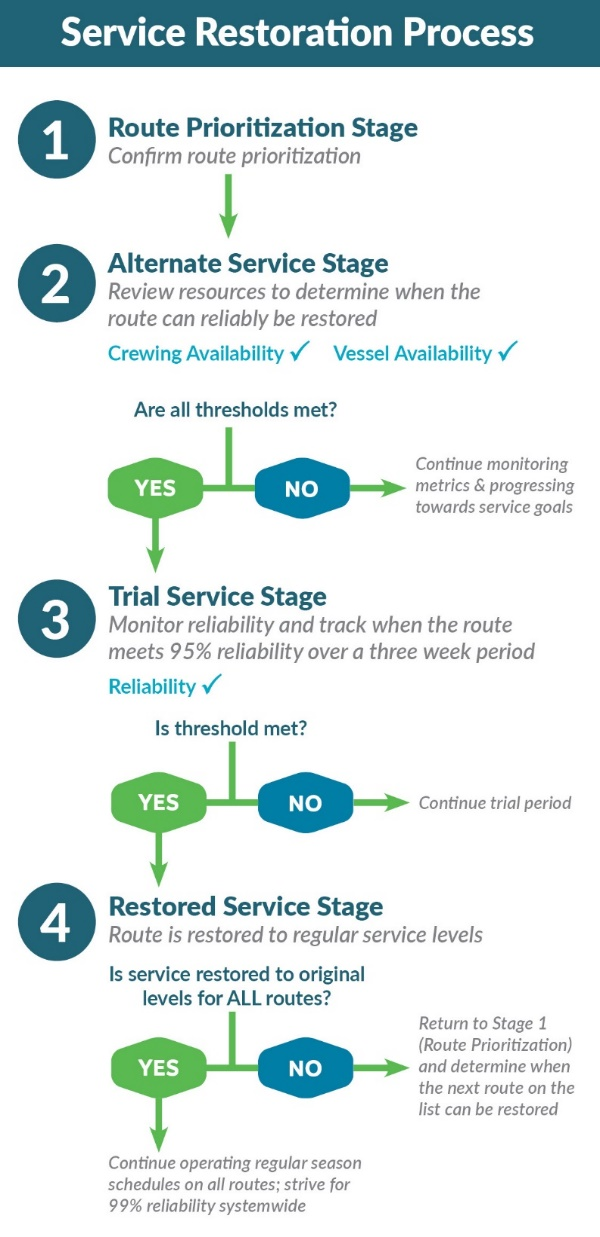 Service Restoration Process
1
Route Prioritization Stage
Confirm route prioritization
2
Alternate Service Stage
Review resources to determine when the
route can reliably be restored
Crewing Availability ✓ Vessel Availability ✓
Are all thresholds met?
YES
NO
Continue monitoring
metrics & progressing
towards service goals
3
Trial Service Stage
Monitor reliability and track when the route
meets 95% reliability over a three week period
Reliability ✓
Is threshold met?
YES
NO
Continue trial period
4
Restored Service Stage
Route is restored to regular service levels
Is service restored to original
levels for ALL routes?
YES
NO
Return to Stage 1
(Route Prioritization)
and determine when
the next route on the
list can be restored
Continue operating regular season
schedules on all routes; strive for
99% reliability systemwide